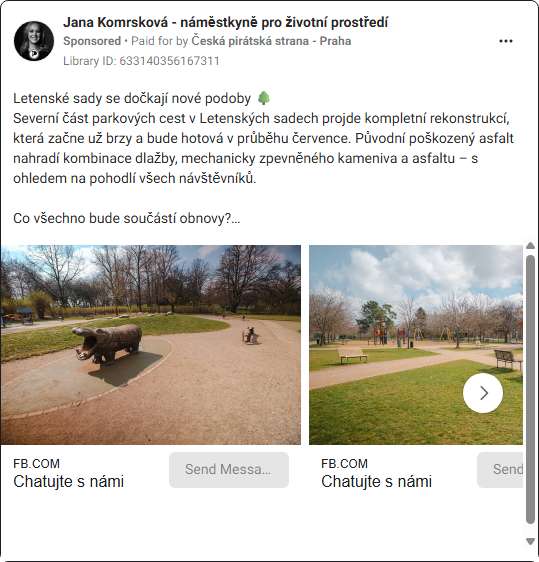 Jana Komrsková - náměstkyně pro životní prostředí
Sponsored • Paid for by Česká pirátská strana - Praha
Library ID: 633140356167311
Letenské sady se dočkají nové podoby 🌳
Severní část parkových cest v Letenských sadech projde kompletní rekonstrukcí,
která začne už brzy a bude hotová v průběhu července. Původní poškozený asfalt
nahradí kombinace dlažby, mechanicky zpevněného kameniva a asfaltu – s
ohledem na pohodlí všech návštěvníků.
Co všechno bude součástí obnovy?...
FB.COM
Chatujte s námi
Send Messa...
FB.COM
Chatujte s námi
Send